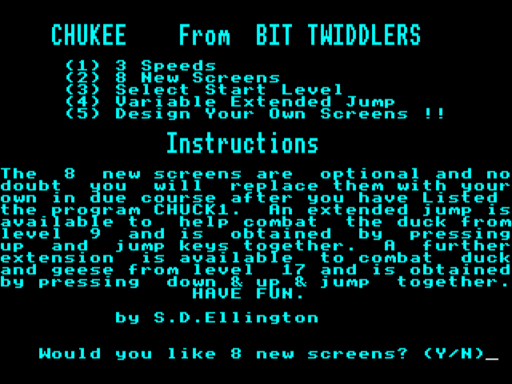 CHUKEE From BIT TWIDDLERS
(1) 3 Speeds
(2) 8 New Screens
(3) Select Start Level
(4) Variable Extended Jump
(5) Design Your Own Screens !!
Instructions
The 8 new screens are optional and no
doubt you will replace them with your
own in due course after you have Listed
the program CHUCK1. An extended jump is
available to help combat the duck from
level 9 and is obtained by pressing
up and jump keys together. A further
extension is available to combat duck
and geese from level 17 and is obtained
by pressing down & up & jump together.
HAVE FUN.
by S.D.Ellington
Would you like 8 new screens? (Y/N)_